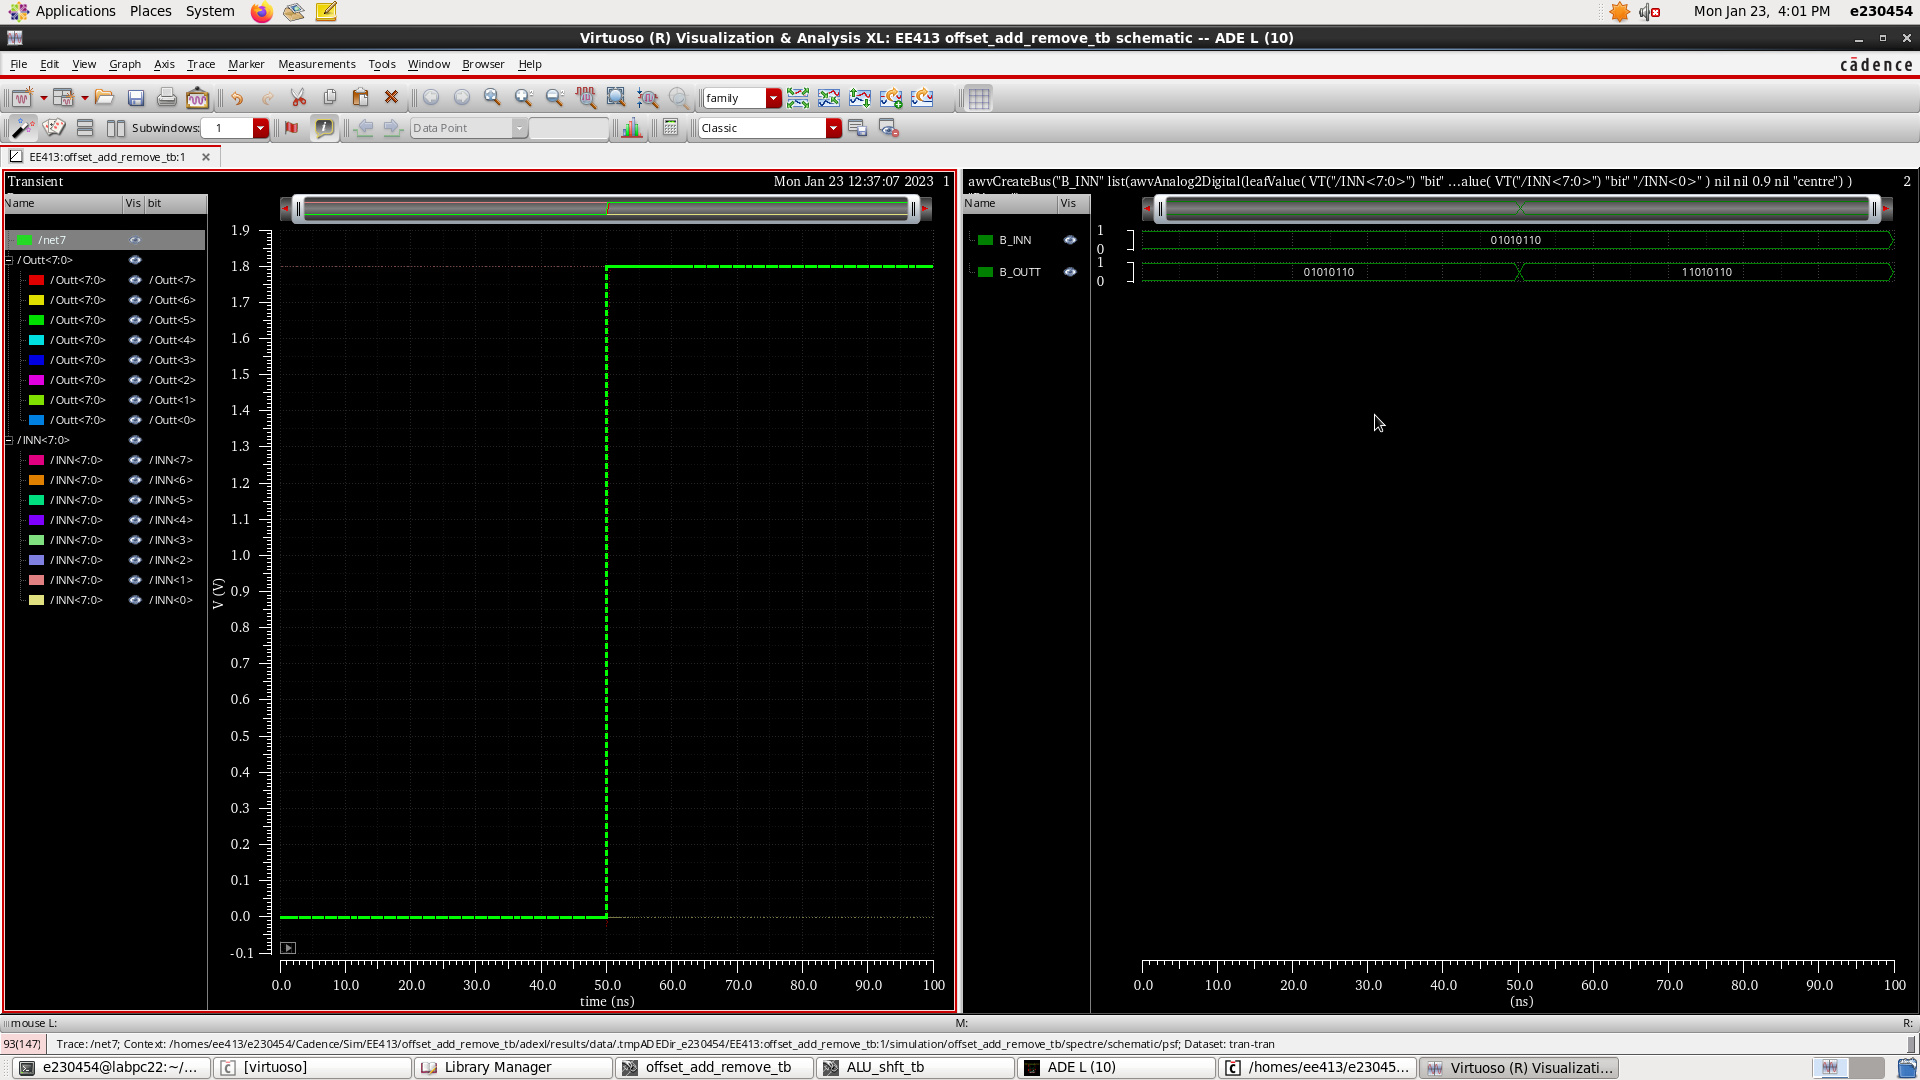 Applications Places System Mon Jan 23, 4:01 PM e230454
Virtuoso (R) Visualization & Analysis XL: EE413 offset_add_remove_tb schematic -- ADE L (10)
File Edit View Graph Axis Trace Marker Measurements Tools Window Browser Help cādence
family
Subwindows: 1 Data Point Classic
EE413:offset_add_remove_tb:1
Transient Mon Jan 23 12:37:07 2023 1
Name Vis bit
/net7
/Outt<7:0>
/Outt<7:0> /Outt<7>
/Outt<7:0> /Outt<6>
/Outt<7:0> /Outt<5>
/Outt<7:0> /Outt<4>
/Outt<7:0> /Outt<3>
/Outt<7:0> /Outt<2>
/Outt<7:0> /Outt<1>
/Outt<7:0> /Outt<0>
/INN<7:0>
/INN<7:0> /INN<7>
/INN<7:0> /INN<6>
/INN<7:0> /INN<5>
/INN<7:0> /INN<4>
/INN<7:0> /INN<3>
/INN<7:0> /INN<2>
/INN<7:0> /INN<1>
/INN<7:0> /INN<0>
V (V)
1.9
1.8
1.7
1.6
1.5
1.4
1.3
1.2
1.1
1.0
0.9
0.8
0.7
0.6
0.5
0.4
0.3
0.2
0.1
0.0
-0.1
0.0 10.0 20.0 30.0 40.0 50.0 60.0 70.0 80.0 90.0 100
time (ns)
awvCreateBus("B_INN" list(awvAnalog2Digital(leafValue( VT("/INN<7:0>") "bit" ...alue( VT("/INN<7:0>") "bit" "/INN<0>" ) nil nil 0.9 nil "centre") ) 2
Name Vis
B_INN 1 0 01010110
B_OUTT 1 0 01010110 11010110
0.0 10.0 20.0 30.0 40.0 50.0 60.0 70.0 80.0 90.0 100
(ns)
mouse L: M: R:
93(147) Trace: /net7; Context: /homes/ee413/e230454/Cadence/Sim/EE413/offset_add_remove_tb/adexl/results/data/.tmpADEDir_e230454/EE413:offset_add_remove_tb:1/simulation/offset_add_remove_tb/spectre/schematic/psf; Dataset: tran-tran
e230454@labpc22:~/... [virtuoso] Library Manager offset_add_remove_tb ALU_shft_tb ADE L (10) /homes/ee413/e23045... Virtuoso (R) Visualizati...